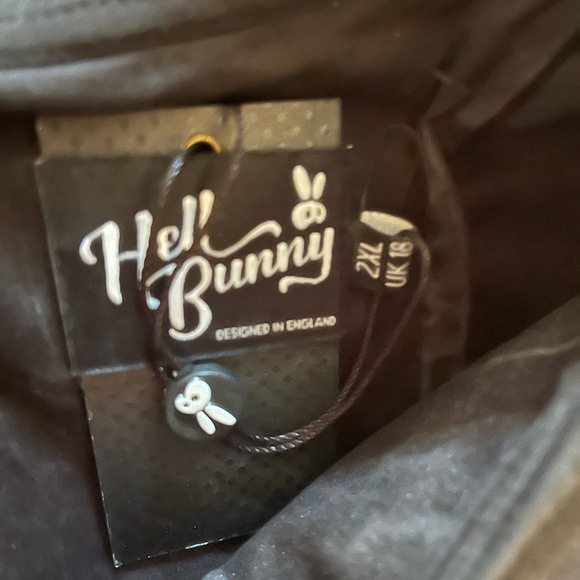 Hell
Bunny
DESIGNED IN ENGLAND
2XL
UK 18